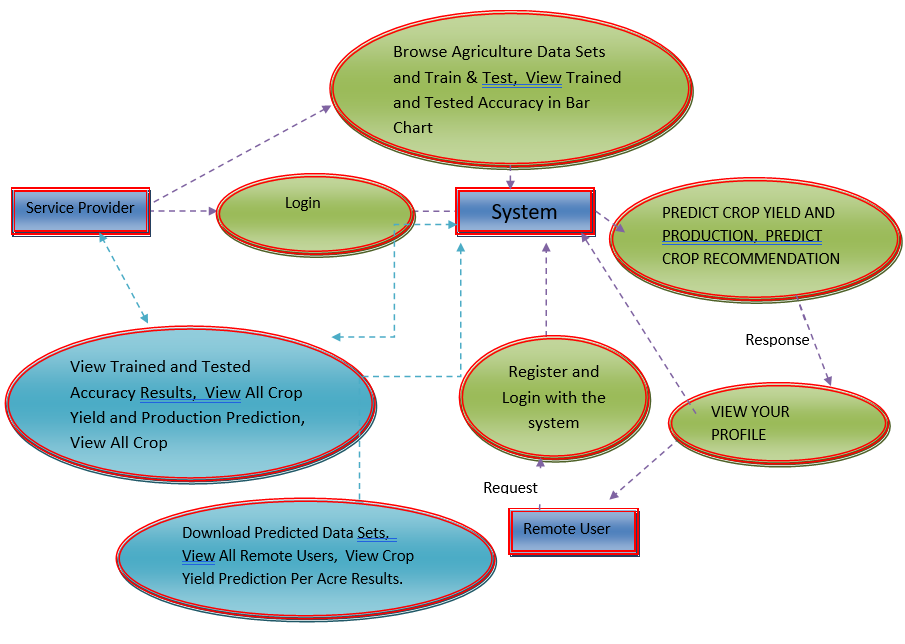 Browse Agriculture Data Sets
and Train & Test,  View Trained
and Tested Accuracy in Bar
Chart
Service Provider
Login
System
PREDICT CROP YIELD AND
PRODUCTION, PREDICT
CROP RECOMMENDATION
Response
View Trained and Tested
Accuracy Results,  View All Crop
Yield and Production Prediction,
View All Crop
Register and
Login with the
system
VIEW YOUR
PROFILE
Request
Remote User
Download Predicted Data Sets,
View All Remote Users,  View Crop
Yield Prediction Per Acre Results.